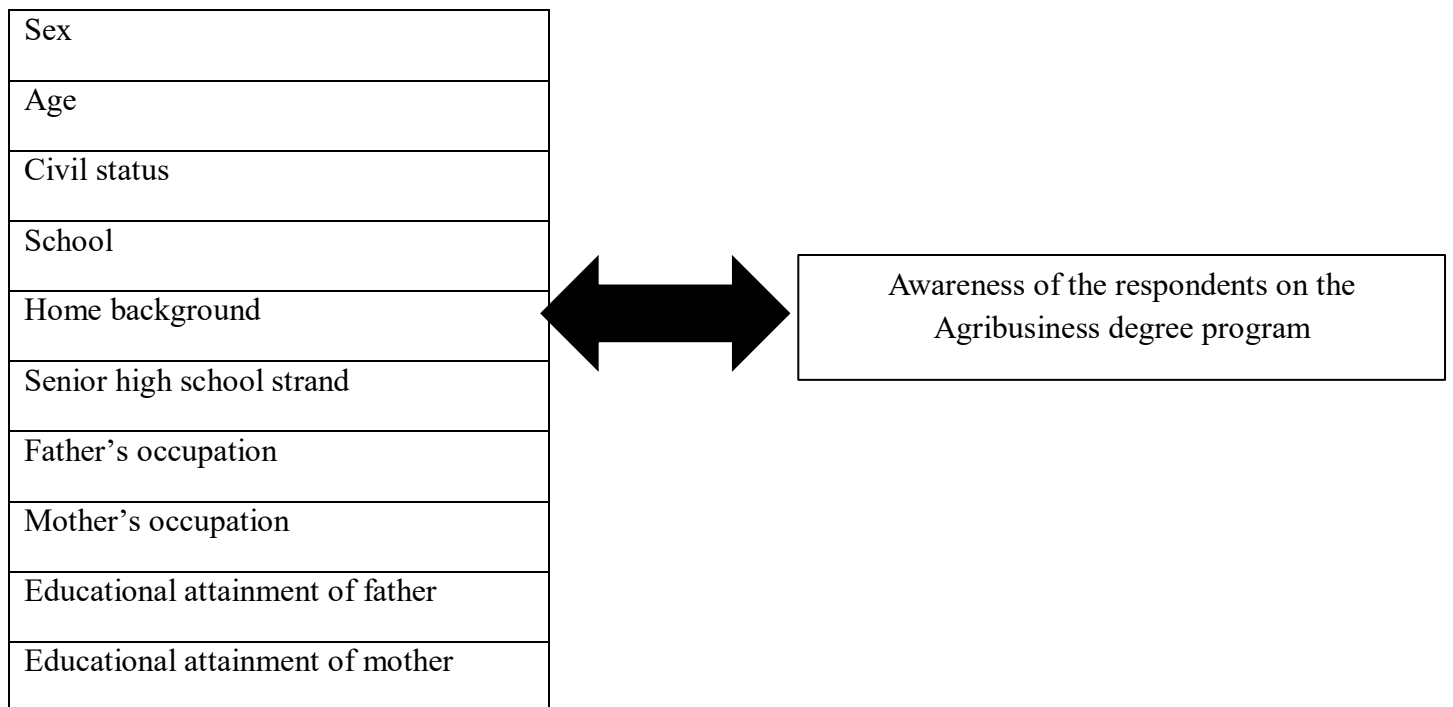 Sex
Age
Civil status
School
Home background
Senior high school strand
Father’s occupation
Mother’s occupation
Educational attainment of father
Educational attainment of mother
Awareness of the respondents on the
Agribusiness degree program